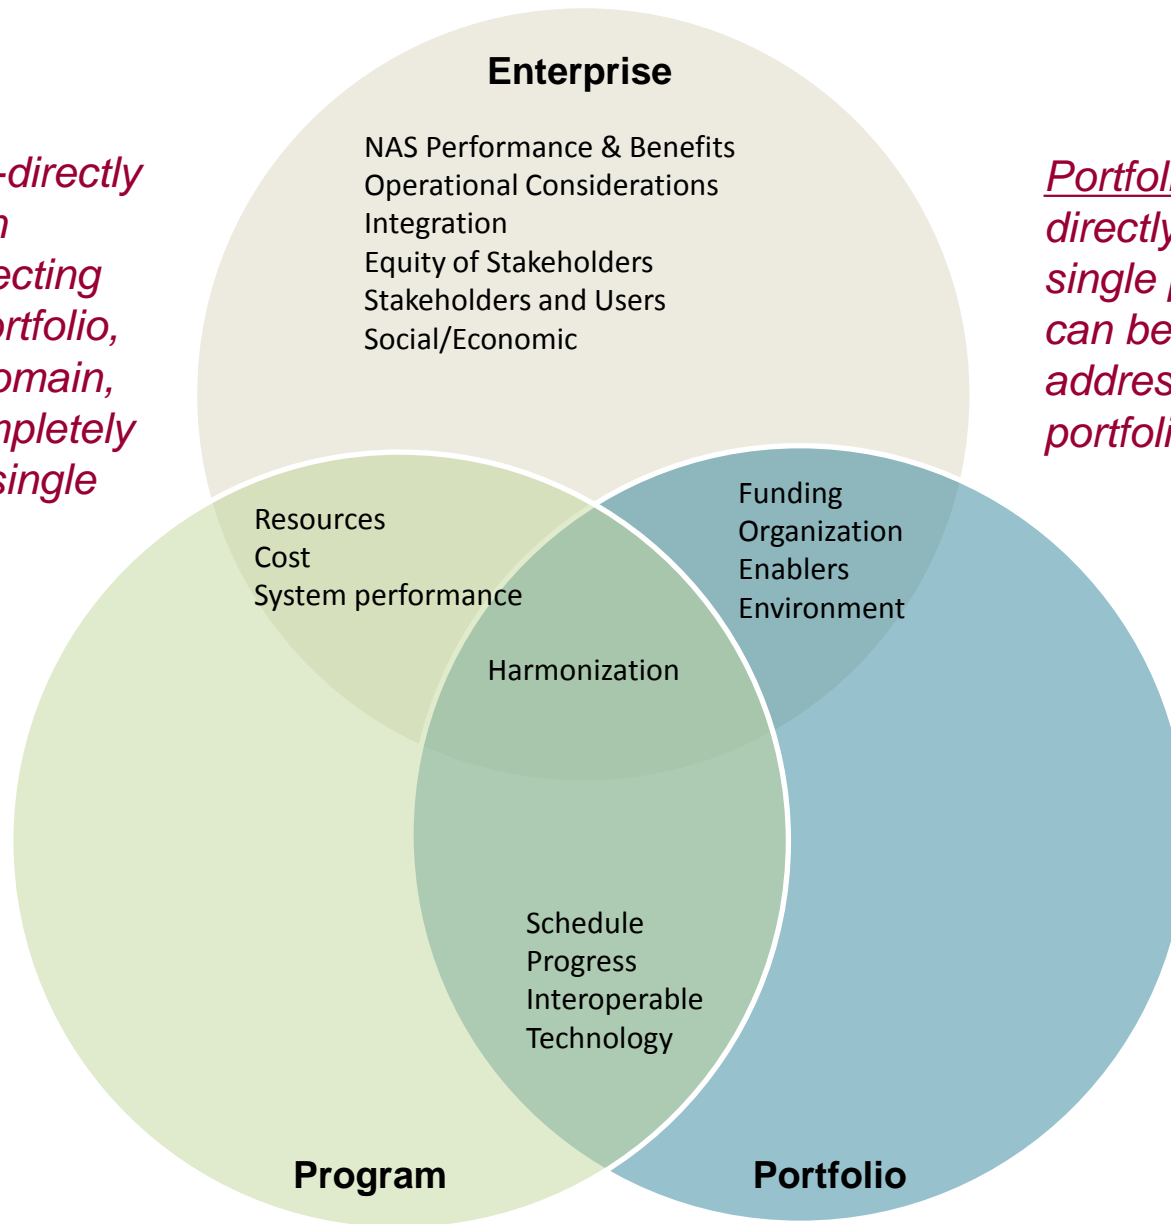 Enterprise
NAS Performance & Benefits
Operational Considerations
Integration
Equity of Stakeholders
Stakeholders and Users
Social/Economic
-directly
ecting
ortfolio,
omain,
mpletely
single
Portfoli
directly
single p
can be
addres
portfoli
Resources
Cost
System performance
Funding
Organization
Enablers
Environment
Harmonization
Schedule
Progress
Interoperable
Technology
Program
Portfolio